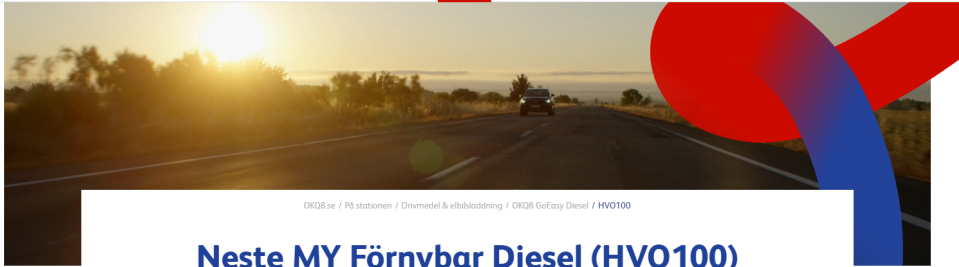 OKQ8.se / På stationen / Drivmedel & elbilsladdning / OKQ8 GoEasy Diesel / HVO100
Neste MY Förnybar Diesel (HVO100)